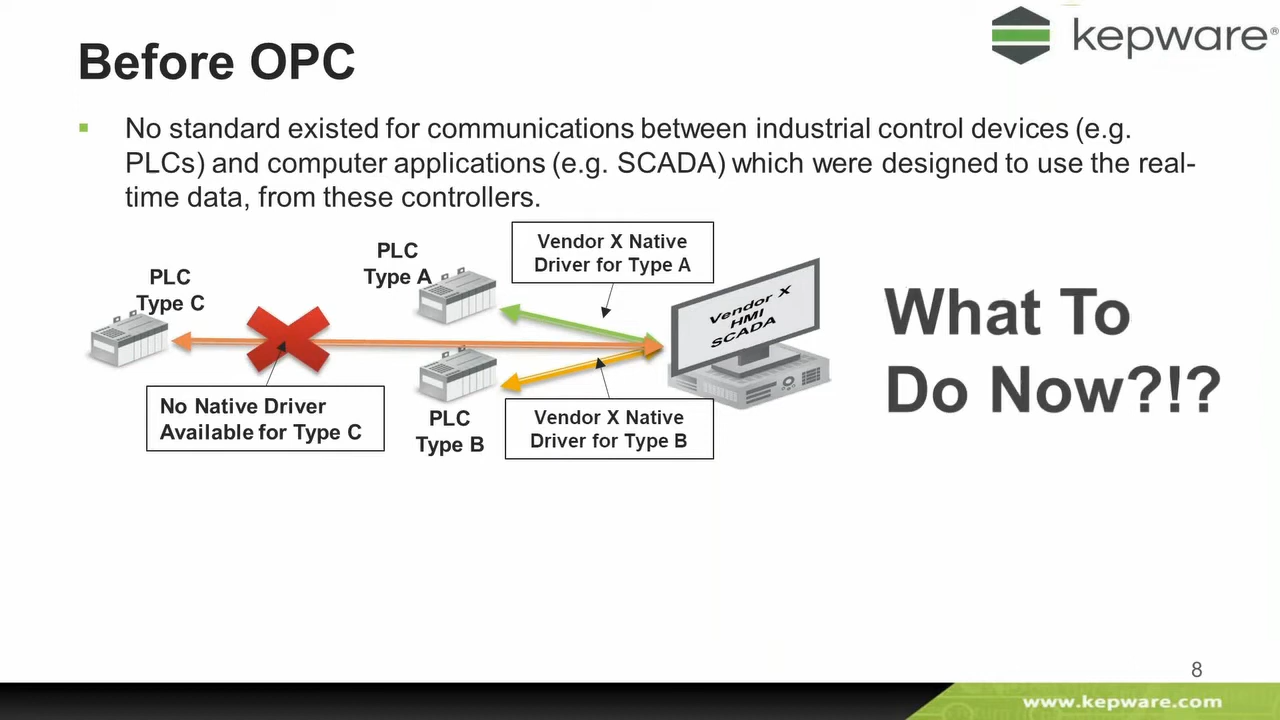 kepware®
Before OPC
No standard existed for communications between industrial control devices (e.g.
PLCs) and computer applications (e.g. SCADA) which were designed to use the real-
time data, from these controllers.
PLC
Type C
PLC
Type A
Vendor X Native
Driver for Type A
Vendor X
HMI
SCADA
What To
Do Now?!?
No Native Driver
Available for Type C
PLC
Type B
Vendor X Native
Driver for Type B
8
www.kepware.com